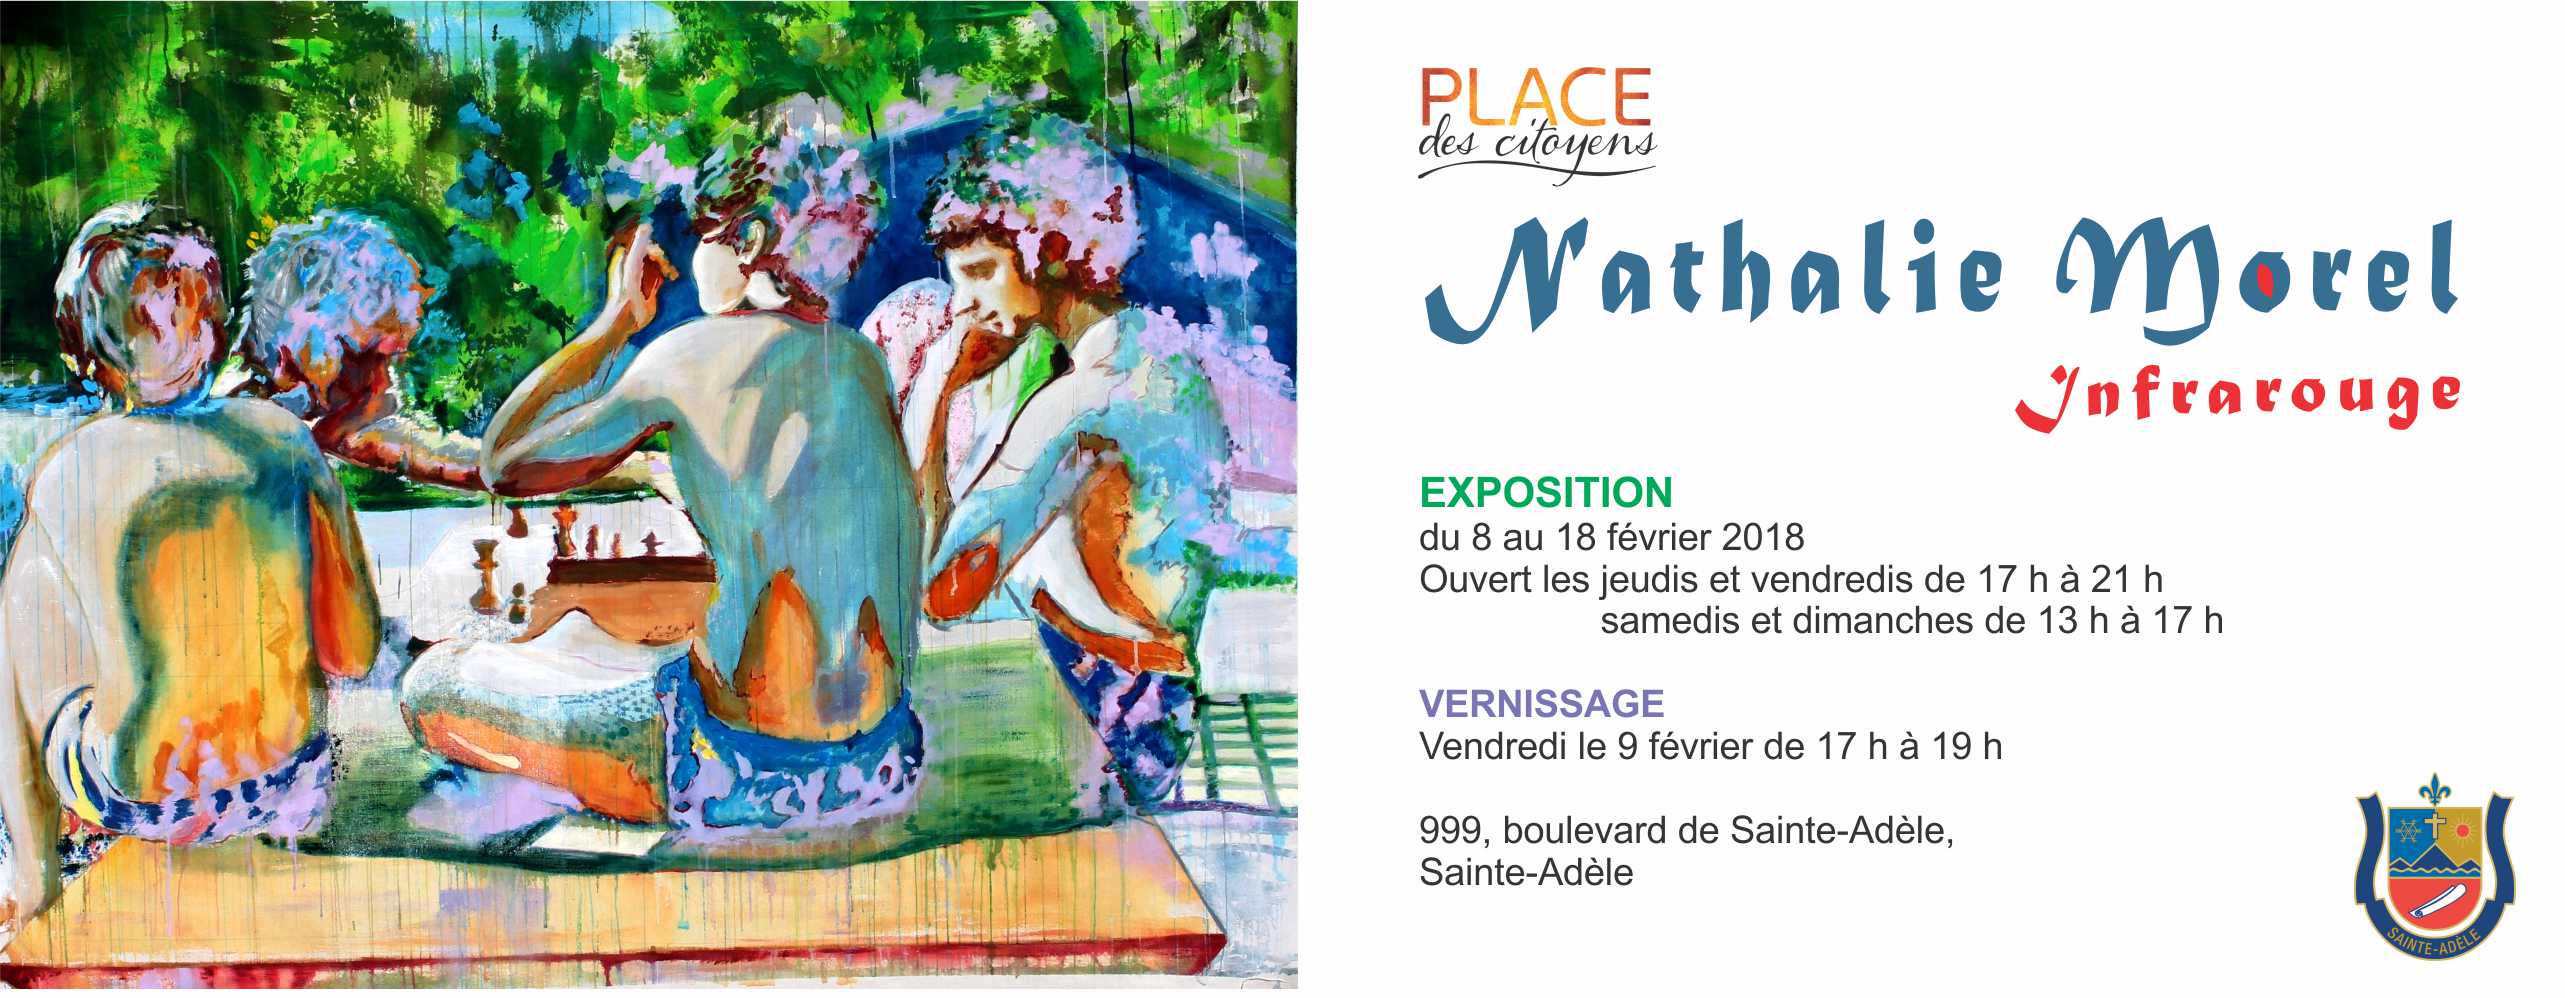 PLACE
des citoyens
Nathalie Morel
Infrarouge
EXPOSITION
du 8 au 18 février 2018
Ouvert les jeudis et vendredis de 17 h à 21 h
samedis et dimanches de 13 h à 17 h
VERNISSAGE
Vendredi le 9 février de 17 h à 19 h
999, boulevard de Sainte-Adèle,
Sainte-Adèle
SAINTE-ADÈLE